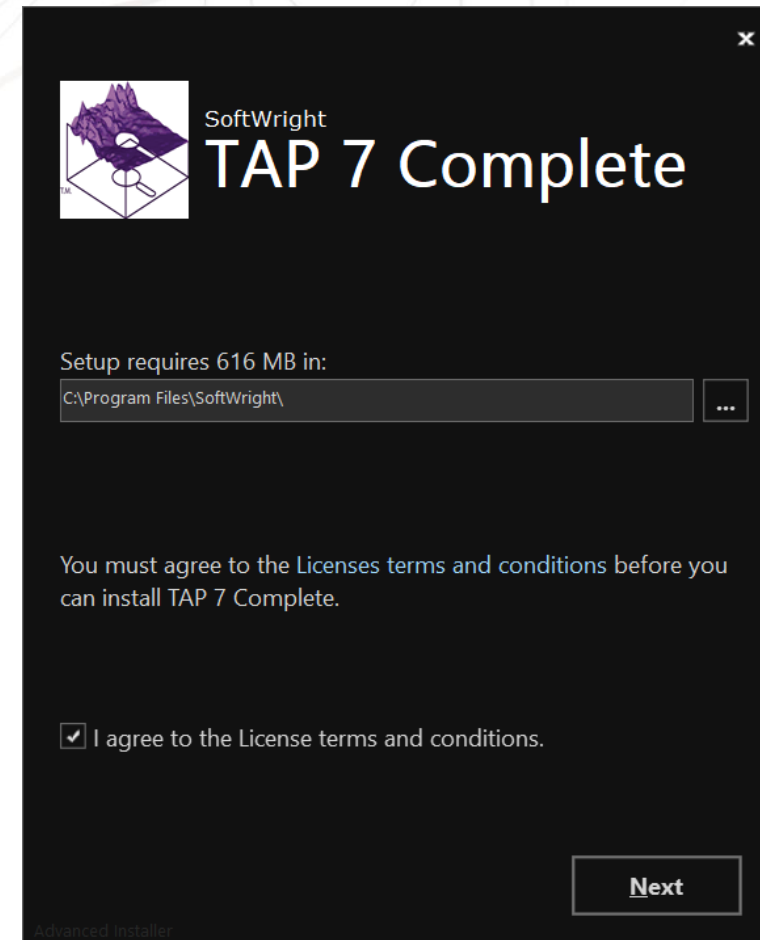 T.M.
SoftWright
TAP 7 Complete
Setup requires 616 MB in:
C:\Program Files\SoftWright\
...
You must agree to the Licenses terms and conditions before you
can install TAP 7 Complete.
I agree to the License terms and conditions.
Next
Advanced Installer